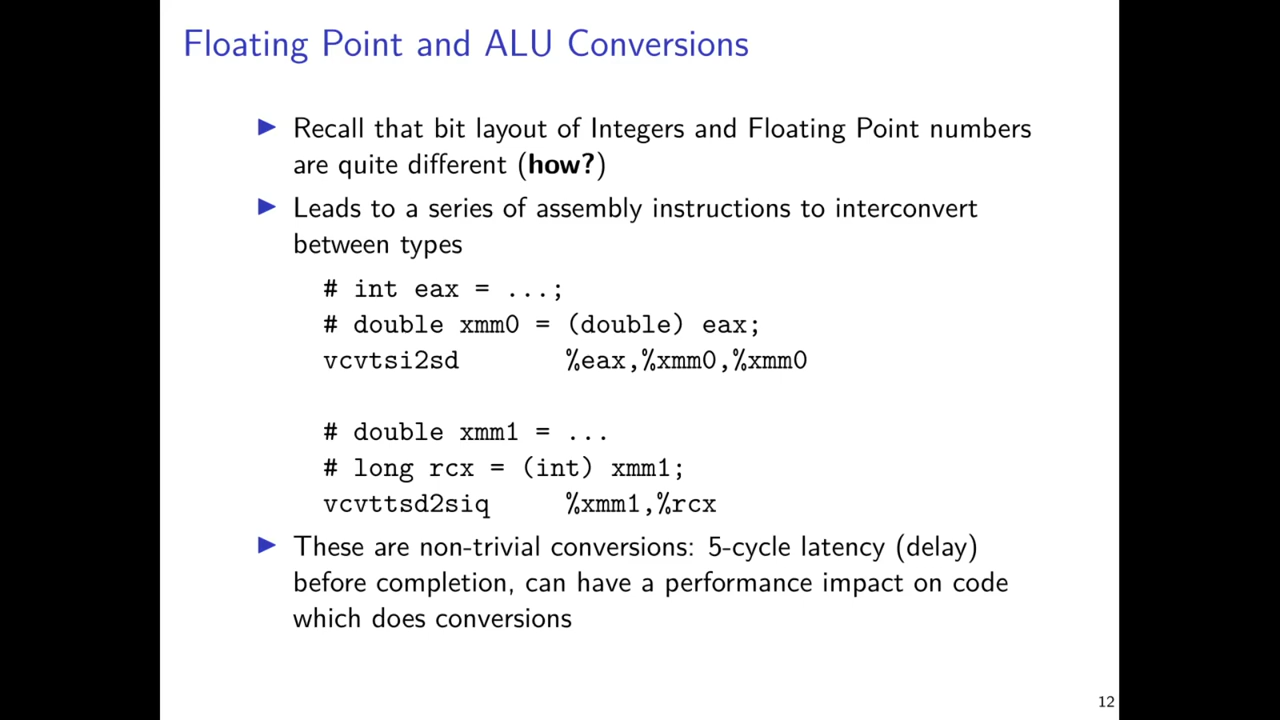 Floating Point and ALU Conversions
▶ Recall that bit layout of Integers and Floating Point numbers
are quite different (how?)
▶ Leads to a series of assembly instructions to interconvert
between types
# int eax = ...;
# double xmm0 = (double) eax;
vcvtsi2sd %eax,%xmm0,%xmm0
# double xmm1 = ...
# long rcx = (int) xmm1;
vcvttsd2siq %xmm1,%rcx
▶ These are non-trivial conversions: 5-cycle latency (delay)
before completion, can have a performance impact on code
which does conversions
12